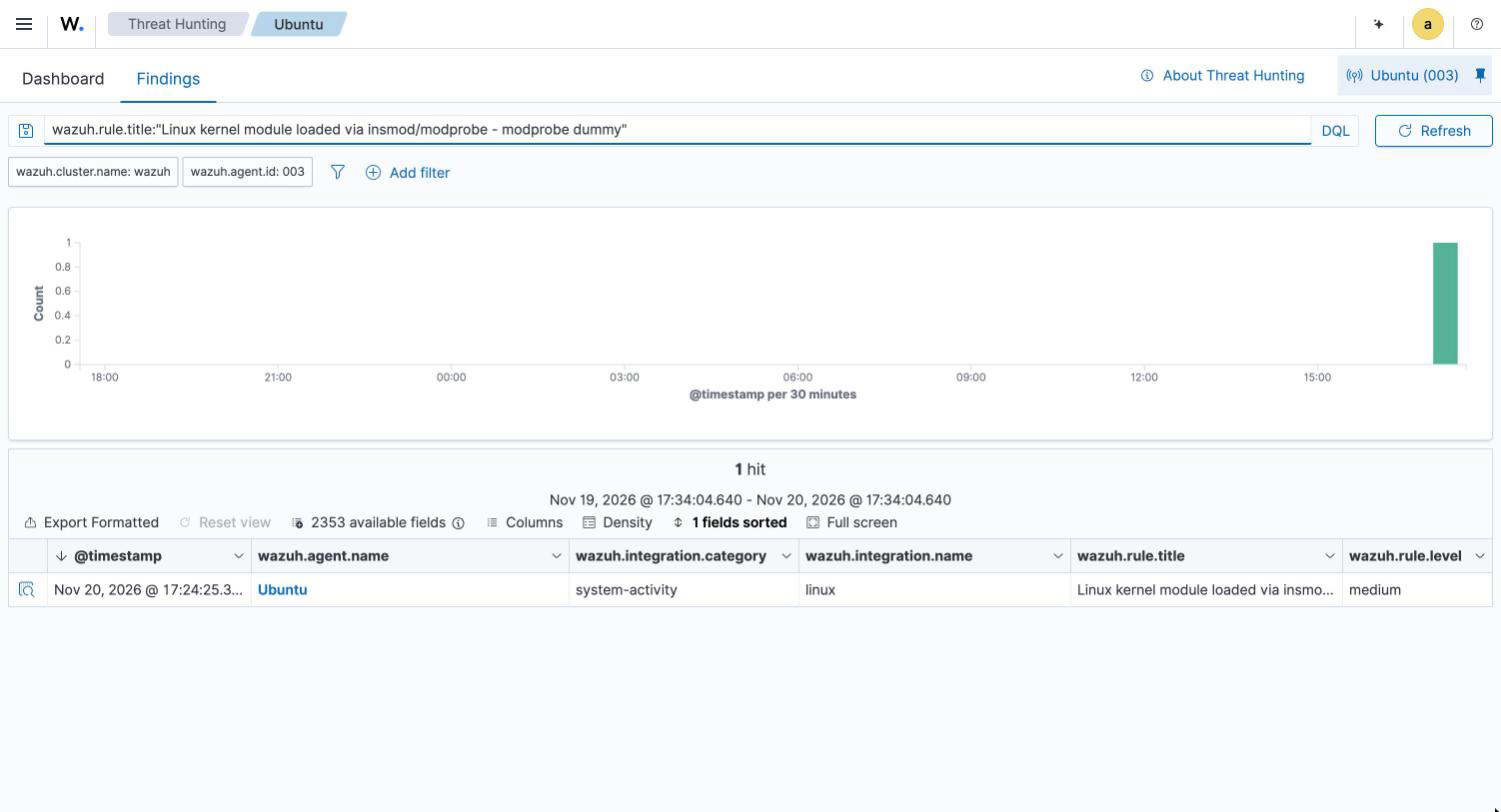 W. Threat Hunting Ubuntu a
Dashboard Findings About Threat Hunting Ubuntu (003)
wazuh.rule.title:"Linux kernel module loaded via insmod/modprobe - modprobe dummy" DQL Refresh
wazuh.cluster.name: wazuh wazuh.agent.id: 003 Add filter
1
0.8
0.6
0.4
0.2
0
Count
18:00 21:00 00:00 03:00 06:00 09:00 12:00 15:00
@timestamp per 30 minutes
1 hit
Nov 19, 2026 @ 17:34:04.640 - Nov 20, 2026 @ 17:34:04.640
Export Formatted Reset view 2353 available fields Columns Density 1 fields sorted Full screen
@timestamp wazuh.agent.name wazuh.integration.category wazuh.integration.name wazuh.rule.title wazuh.rule.level
Nov 20, 2026 @ 17:24:25.3... Ubuntu system-activity linux Linux kernel module loaded via insmo... medium